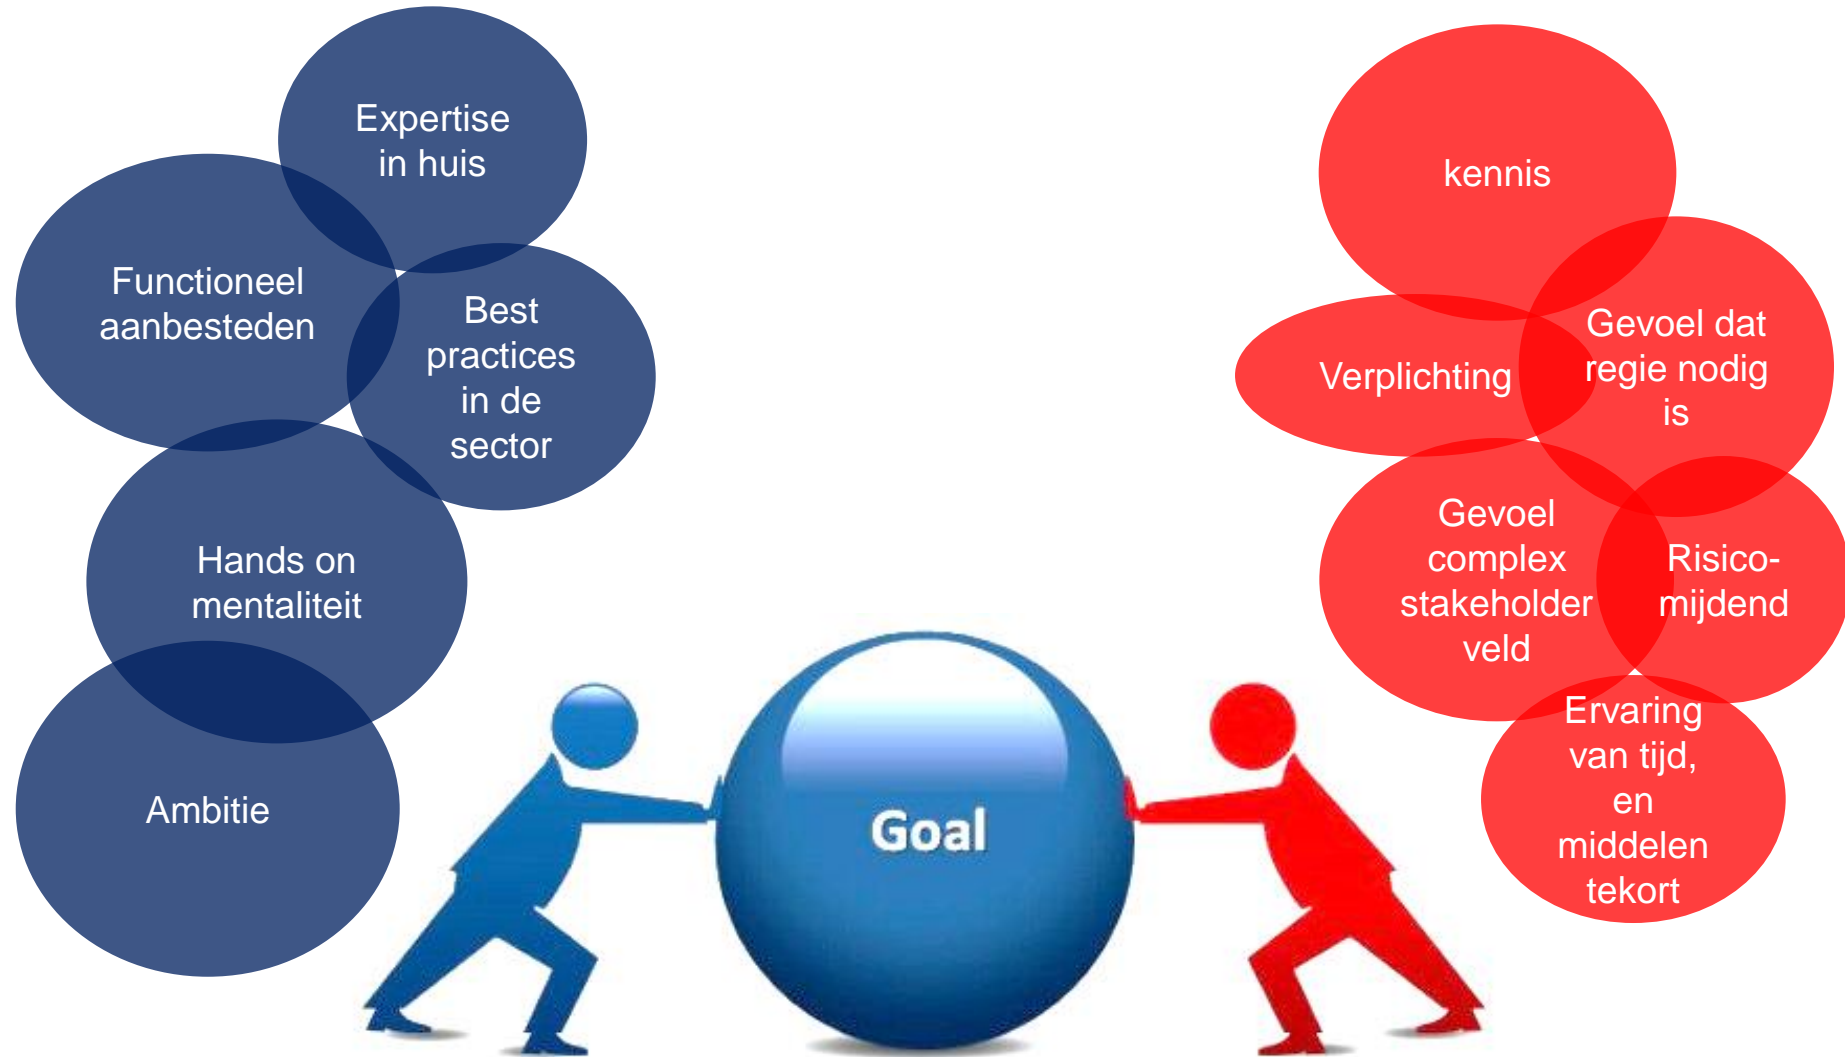 Expertise
in huis
Functioneel
aanbesteden
Best
practices
in de
sector
Hands on
mentaliteit
Ambitie
Goal
kennis
Verplichting
Gevoel dat
regie nodig
is
Gevoel
complex
stakeholder
veld
Risico-
mijdend
Ervaring
van tijd,
en
middelen
tekort